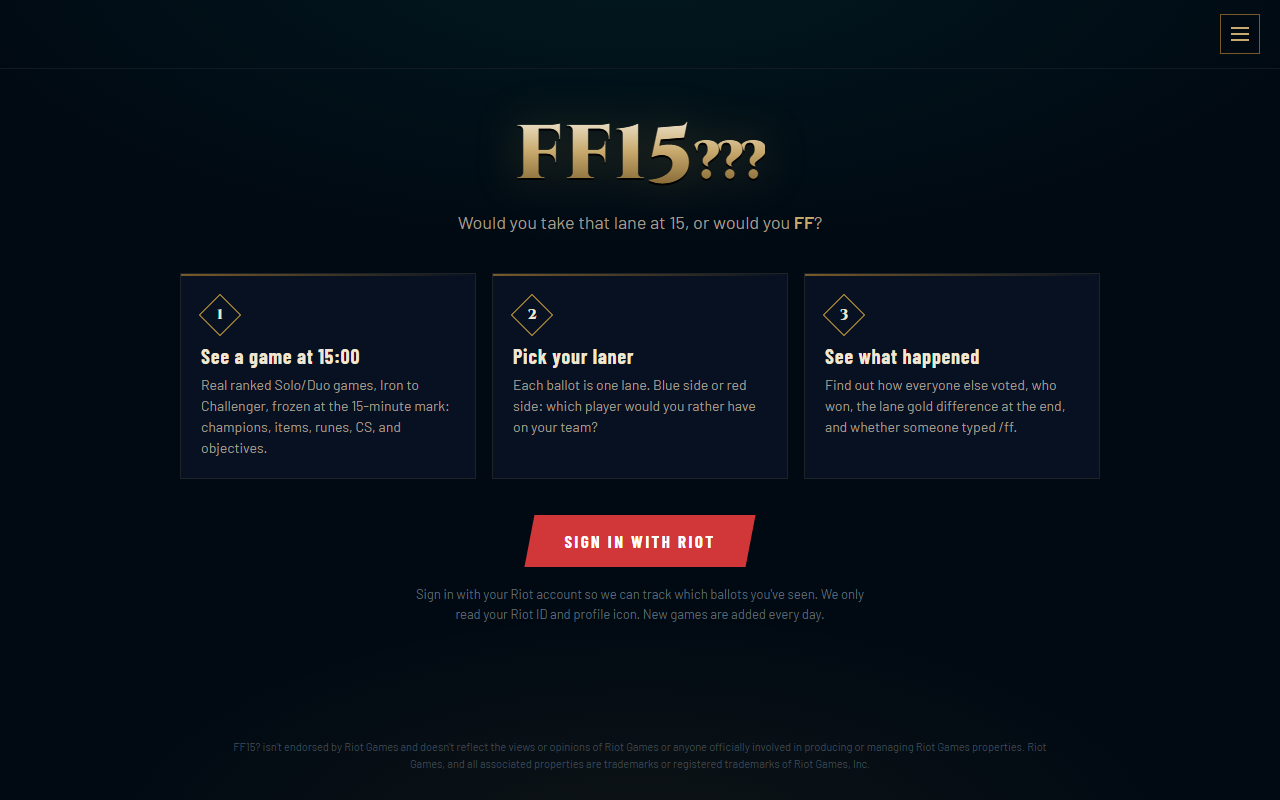 FF15???
Would you take that lane at 15, or would you FF?
1
See a game at 15:00
Real ranked Solo/Duo games, Iron to
Challenger, frozen at the 15-minute mark:
champions, items, runes, CS, and
objectives.
2
Pick your laner
Each ballot is one lane. Blue side or red
side: which player would you rather have
on your team?
3
See what happened
Find out how everyone else voted, who
won, the lane gold difference at the end,
and whether someone typed /ff.
SIGN IN WITH RIOT
Sign in with your Riot account so we can track which ballots you've seen. We only
read your Riot ID and profile icon. New games are added every day.
FF15? isn't endorsed by Riot Games and doesn't reflect the views or opinions of Riot Games or anyone officially involved in producing or managing Riot Games properties. Riot
Games, and all associated properties are trademarks or registered trademarks of Riot Games, Inc.